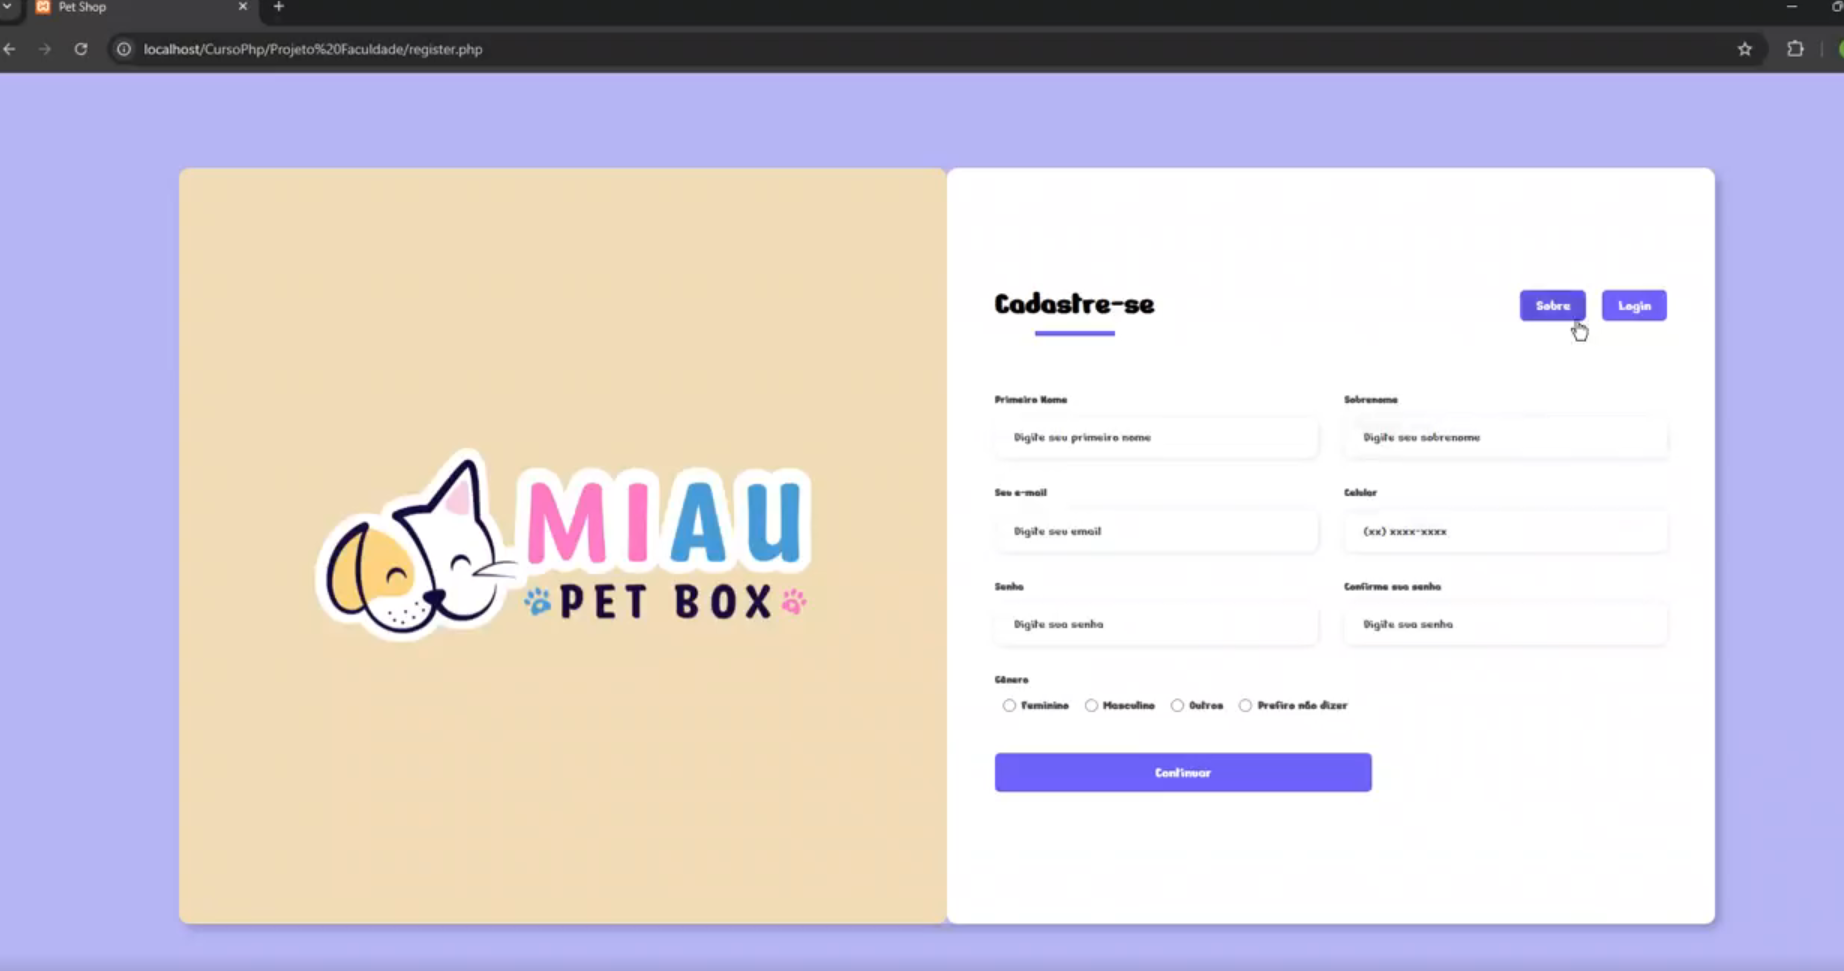 Pet Shop
localhost/CursoPhp/Projeto%20Faculdade/register.php
MIAU
PET BOX
Cadastre-se
Sobre
Login
Primeiro Nome
Sobrenome
Digite seu primeiro nome
Digite seu sobrenome
Seu e-mail
Celular
Digite seu email
(xx) xxxx-xxxx
Senha
Confirme sua senha
Digite sua senha
Digite sua senha
Gênero
Feminino
Masculino
Outros
Prefiro não dizer
Continuar